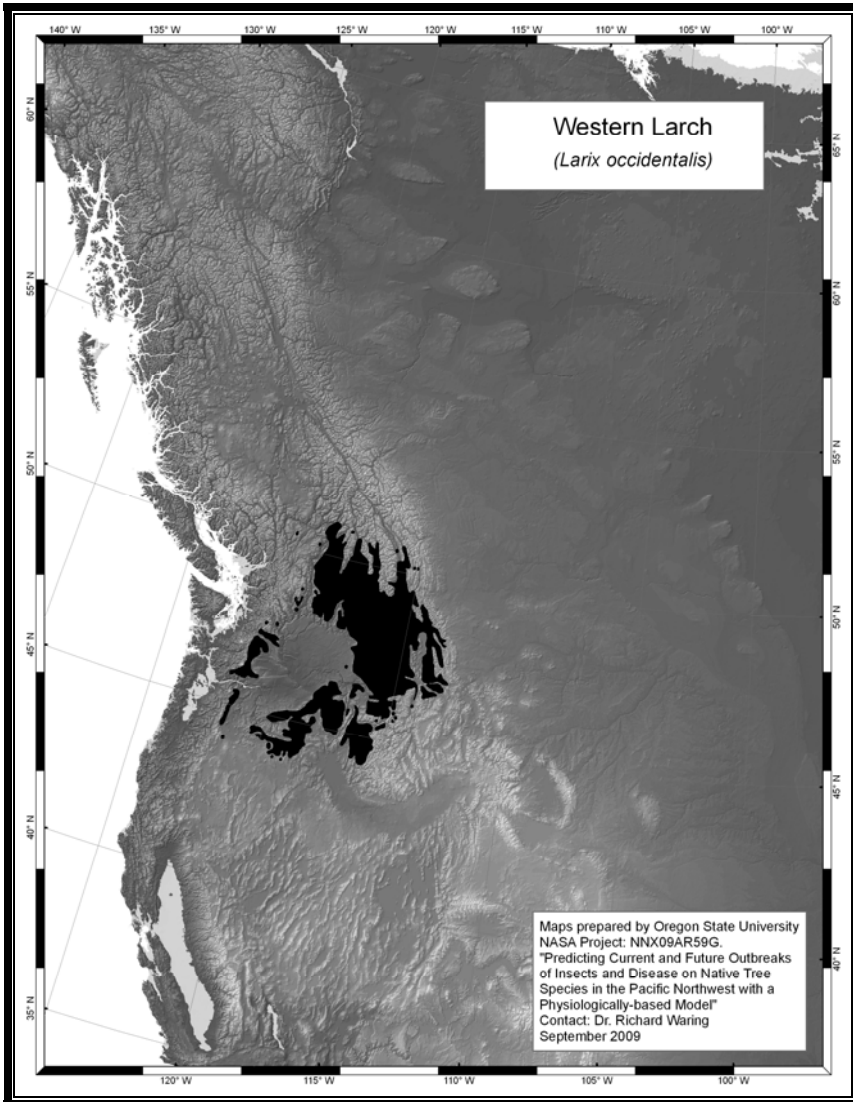 140° W 135° W 130° W 125° W 120° W 115° W 110° W 105° W 100° W
Western Larch
(Larix occidentalis)
60° N
55° N
50° N
45° N
40° N
35° N
65° N
60° N
55° N
50° N
45° N
40° N
Maps prepared by Oregon State University
NASA Project: NNX09AR59G.
"Predicting Current and Future Outbreaks
of Insects and Disease on Native Tree
Species in the Pacific Northwest with a
Physiologically-based Model"
Contact: Dr. Richard Waring
September 2009
120° W 115° W 110° W 105° W 100° W